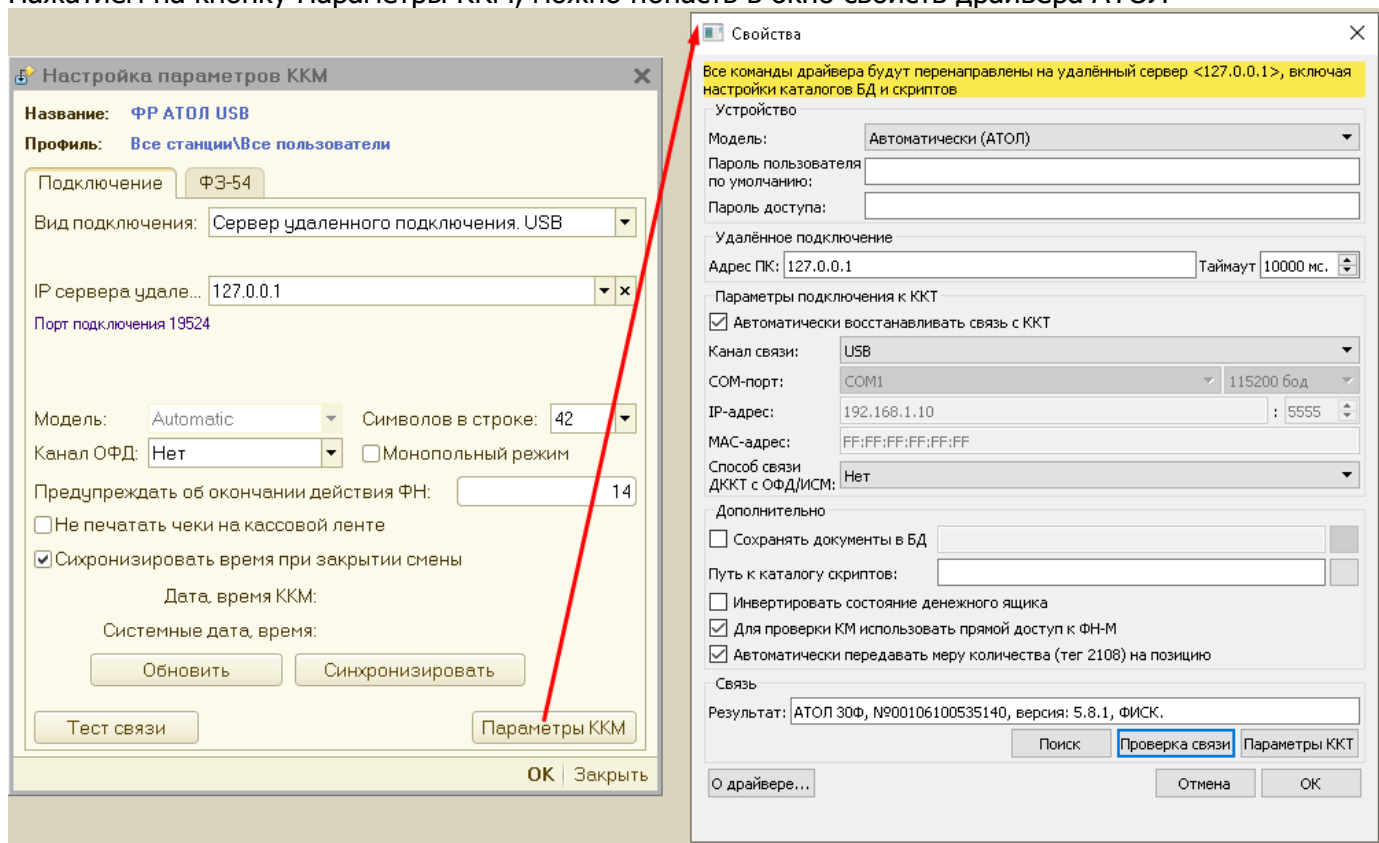 Нажатием на кнопку Параметры ККМ, можно попасть в окно свойств драйвера АТОЛ
Настройка параметров ККМ
Название: ФР АТОЛ USB
Профиль: Все станции\Все пользователи
Подключение ФЗ-54
Вид подключения: Сервер удаленного подключения. USB
IP сервера удале... 127.0.0.1
Порт подключения 19524
Модель: Automatic Символов в строке: 42
Канал ОФД: Нет Монопольный режим
Предупреждать об окончании действия ФН: 14
Не печатать чеки на кассовой ленте
Сихронизировать время при закрытии смены
Дата, время ККМ:
Системные дата, время:
Обновить Синхронизировать
Тест связи Параметры ККМ
ОК Закрыть
Свойства
Все команды драйвера будут перенаправлены на удалённый сервер <127.0.0.1>, включая
настройки каталогов БД и скриптов
Устройство
Модель: Автоматически (АТОЛ)
Пароль пользователя
по умолчанию:
Пароль доступа:
Удалённое подключение
Адрес ПК: 127.0.0.1 Таймаут 10000 мс.
Параметры подключения к ККТ
Автоматически восстанавливать связь с ККТ
Канал связи: USB
COM-порт: COM1 115200 бод
IP-адрес: 192.168.1.10 : 5555
MAC-адрес: FF:FF:FF:FF:FF:FF
Способ связи
ДККТ с ОФД/ИСМ: Нет
Дополнительно
Сохранять документы в БД
Путь к каталогу скриптов:
Инвертировать состояние денежного ящика
Для проверки КМ использовать прямой доступ к ФН-М
Автоматически передавать меру количества (тег 2108) на позицию
Связь
Результат: АТОЛ 30Ф, №00106100535140, версия: 5.8.1, ФИСК.
Поиск Проверка связи Параметры ККТ
О драйвере... Отмена ОК